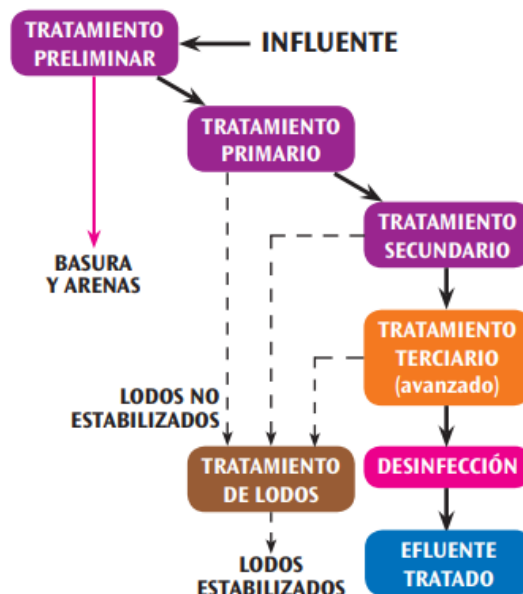 TRATAMIENTO
PRELIMINAR
INFLUENTE
TRATAMIENTO
PRIMARIO
TRATAMIENTO
SECUNDARIO
BASURA
Y ARENAS
TRATAMIENTO
TERCIARIO
(avanzado)
LODOS NO
ESTABILIZADOS
TRATAMIENTO
DE LODOS
DESINFECCIÓN
LODOS
ESTABILIZADOS
EFLUENTE
TRATADO